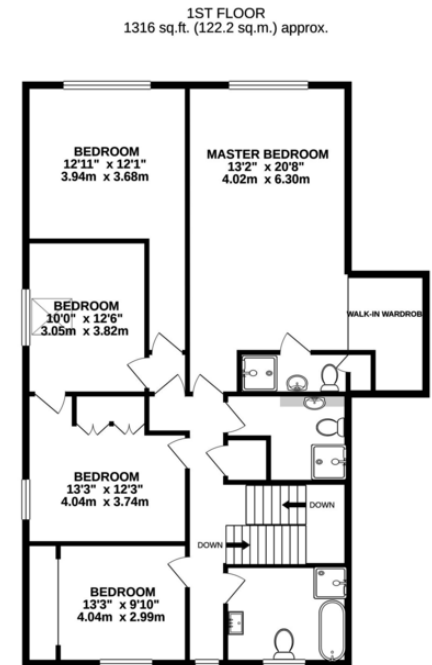 1ST FLOOR
1316 sq.ft. (122.2 sq.m.) approx.
BEDROOM
12'11" x 12'1"
3.94m x 3.68m
MASTER BEDROOM
13'2" x 20'8"
4.02m x 6.30m
BEDROOM
10'0" x 12'6"
3.05m x 3.82m
WALK-IN WARDROB
BEDROOM
13'3" x 12'3"
4.04m x 3.74m
DOWN
DOWN
BEDROOM
13'3" x 9'10"
4.04m x 2.99m